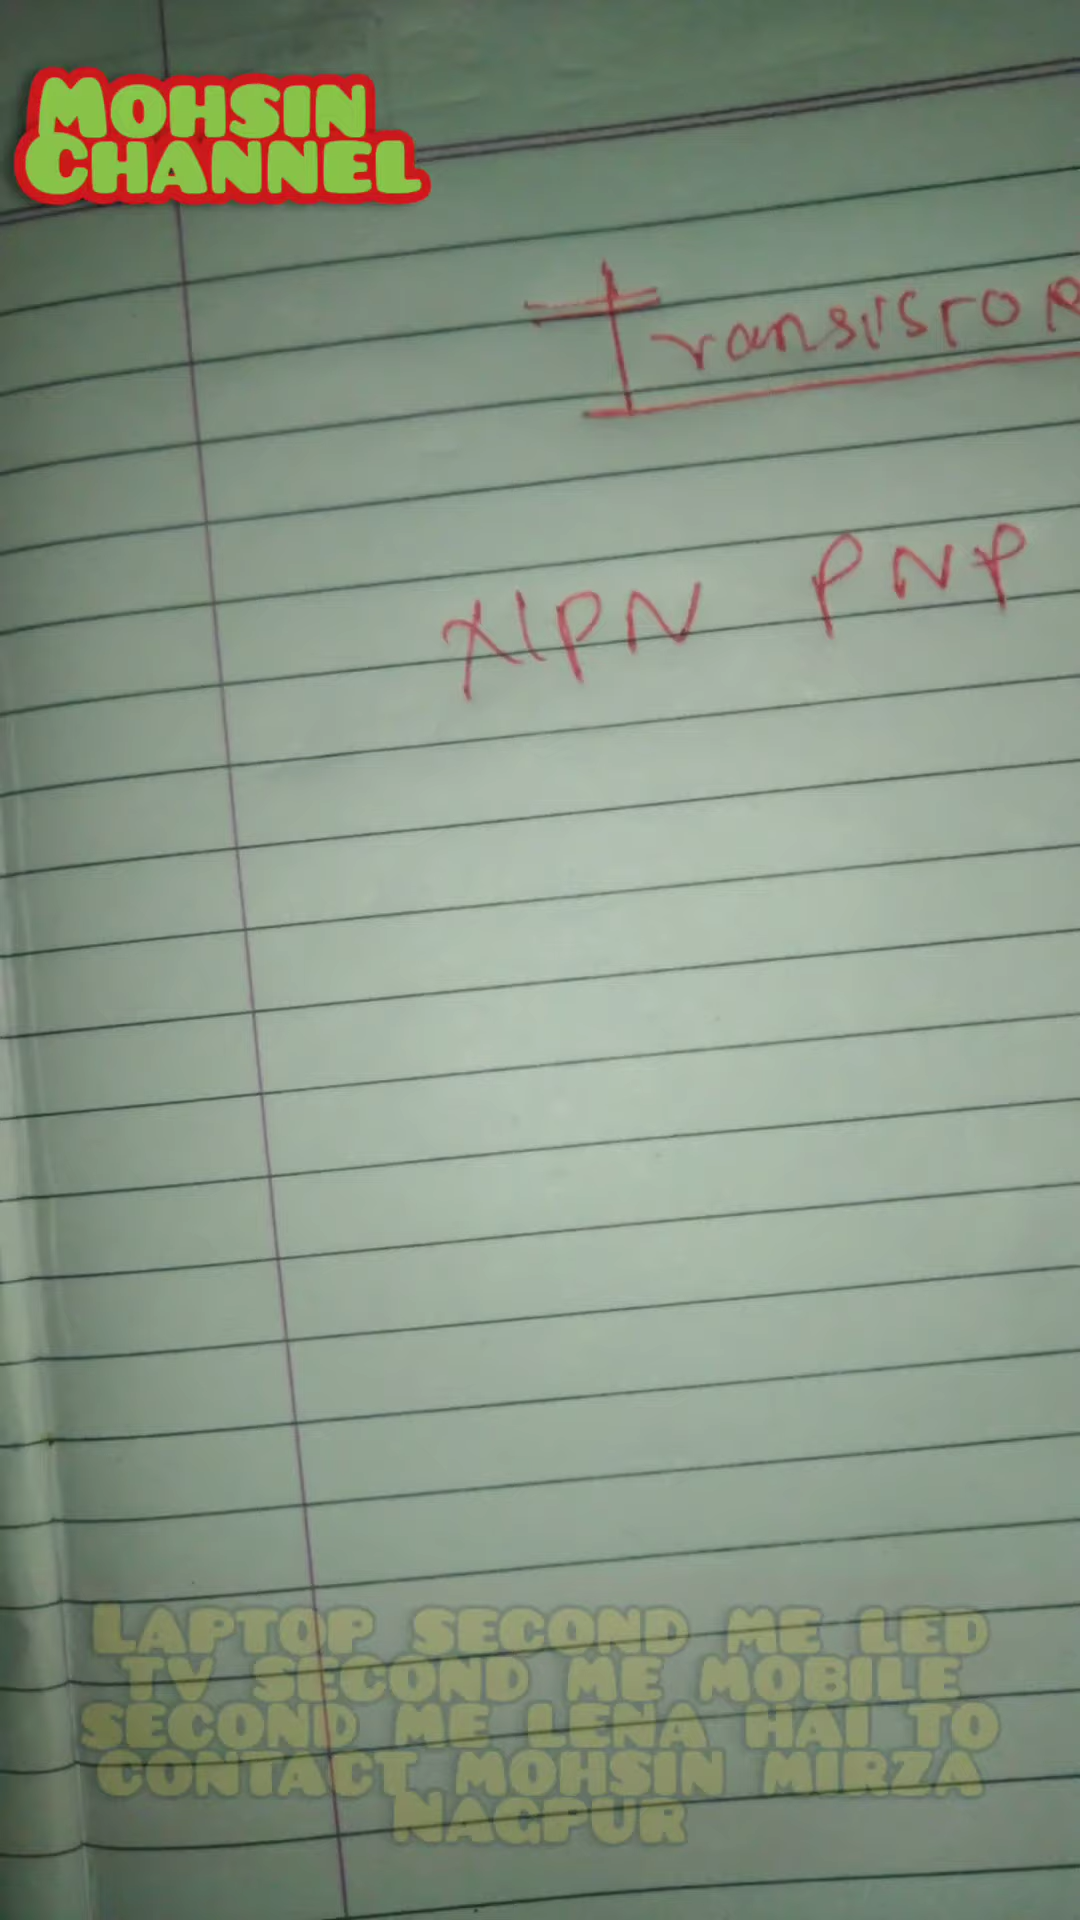 MOHSIN
CHANNEL
TransisTOR
NPN PNP
LAPTOP SECOND ME LED
TV SECOND ME MOBILE
SECOND ME LENA HAI TO
CONTACT MOHSIN MIRZA
NAGPUR